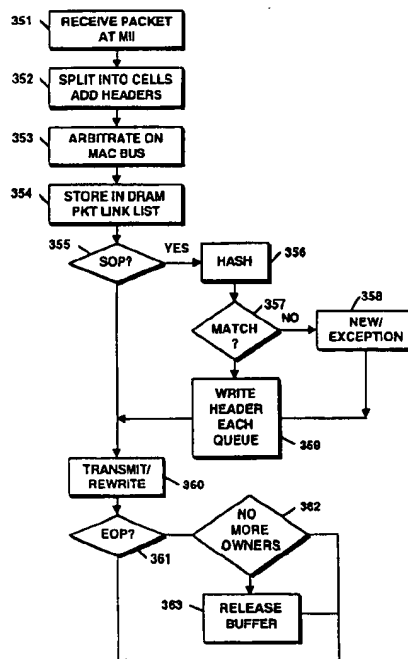 351
RECEIVE PACKET
AT MII
352
SPLIT INTO CELLS
ADD HEADERS
353
ARBITRATE ON
MAC BUS
354
STORE IN DRAM
PKT LINK LIST
355
SOP?
YES
HASH
356
357
MATCH
?
NO
358
NEW/
EXCEPTION
WRITE
HEADER
EACH
QUEUE
359
TRANSMIT/
REWRITE
360
EOP?
361
NO
MORE
OWNERS
362
363
RELEASE
BUFFER